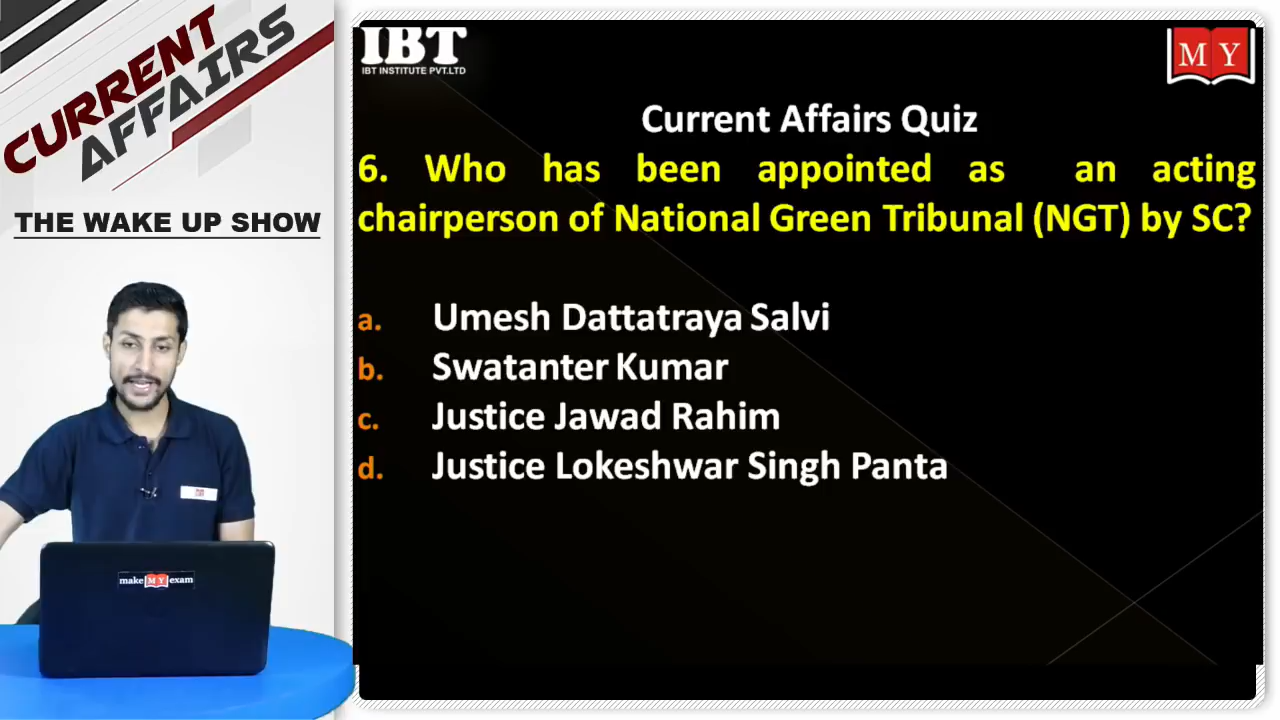 CURRENT
AFFAIRS
THE WAKE UP SHOW
make MY exam
IBT
IBT INSTITUTE PVT.LTD
M Y
Current Affairs Quiz
6. Who has been appointed as an acting
chairperson of National Green Tribunal (NGT) by SC?
a. Umesh Dattatraya Salvi
b. Swatanter Kumar
c. Justice Jawad Rahim
d. Justice Lokeshwar Singh Panta